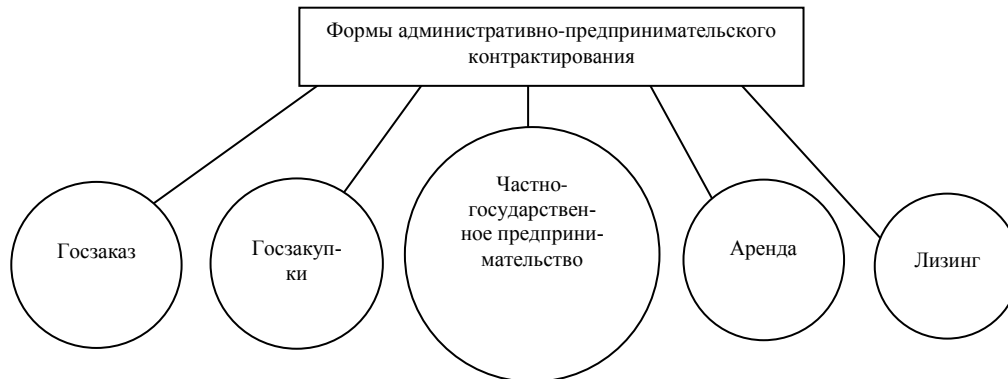 Формы административно-предпринимательского
контрактирования
Госзаказ
Госзакуп-
ки
Частно-
государствен-
ное предприни-
мательство
Аренда
Лизинг